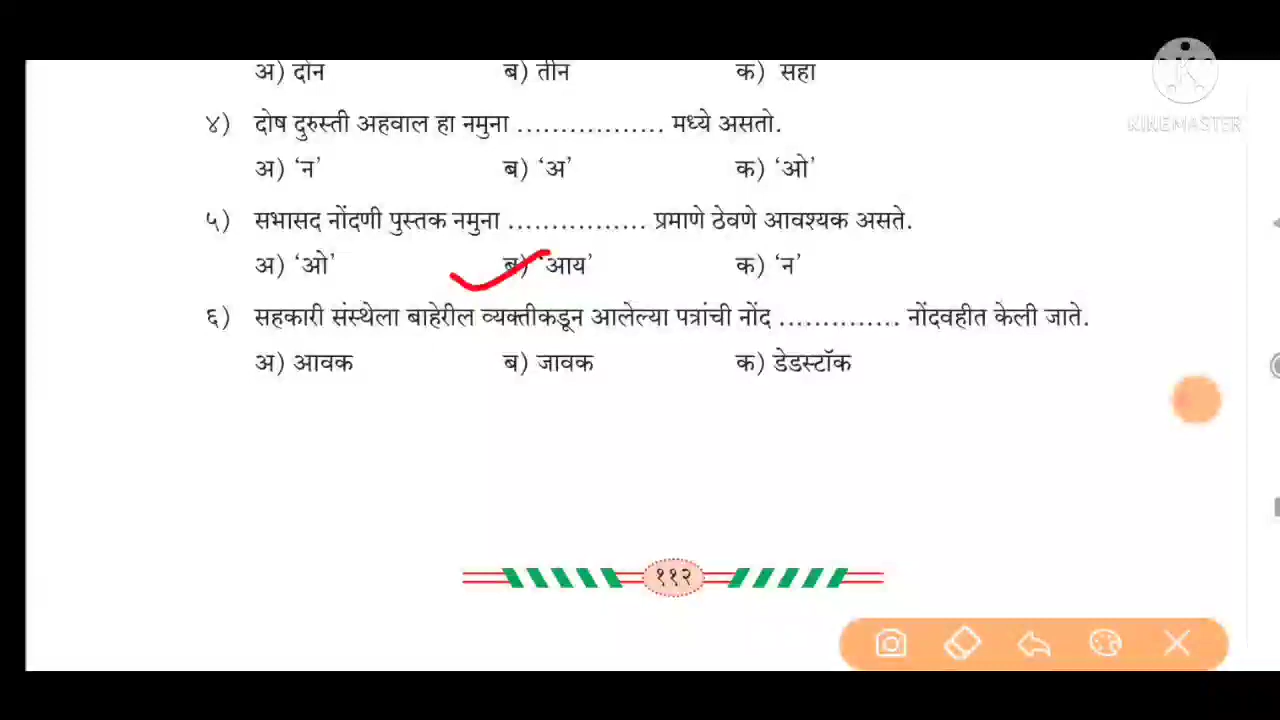 अ) दोन ब) तीन क) सहा
KINEMASTER
४) दोष दुरुस्ती अहवाल हा नमुना ................. मध्ये असतो.
अ) ‘न’ ब) ‘अ’ क) ‘ओ’
५) सभासद नोंदणी पुस्तक नमुना ................ प्रमाणे ठेवणे आवश्यक असते.
अ) ‘ओ’ ब) ‘आय’ क) ‘न’
६) सहकारी संस्थेला बाहेरील व्यक्तीकडून आलेल्या पत्रांची नोंद .............. नोंदवहीत केली जाते.
अ) आवक ब) जावक क) डेडस्टॉक
११२